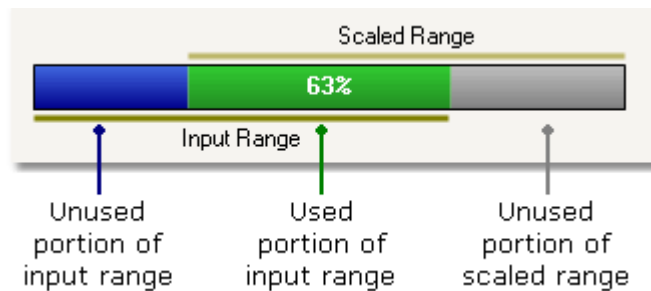 Scaled Range
63%
Input Range
Unused
portion of
input range
Used
portion of
input range
Unused
portion of
scaled range